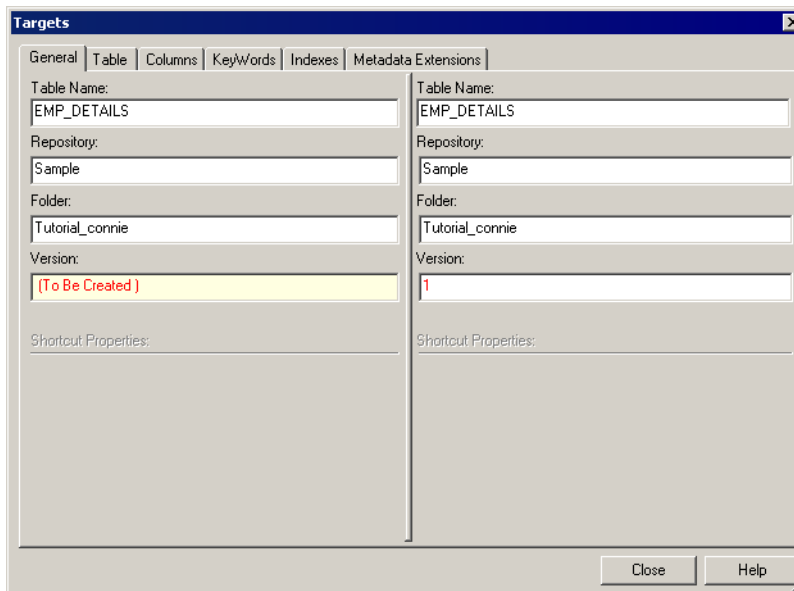 Targets
General Table Columns KeyWords Indexes Metadata Extensions
Table Name:
EMP_DETAILS
Repository:
Sample
Folder:
Tutorial_connie
Version:
(To Be Created )
Shortcut Properties:
Table Name:
EMP_DETAILS
Repository:
Sample
Folder:
Tutorial_connie
Version:
1
Shortcut Properties:
Close Help